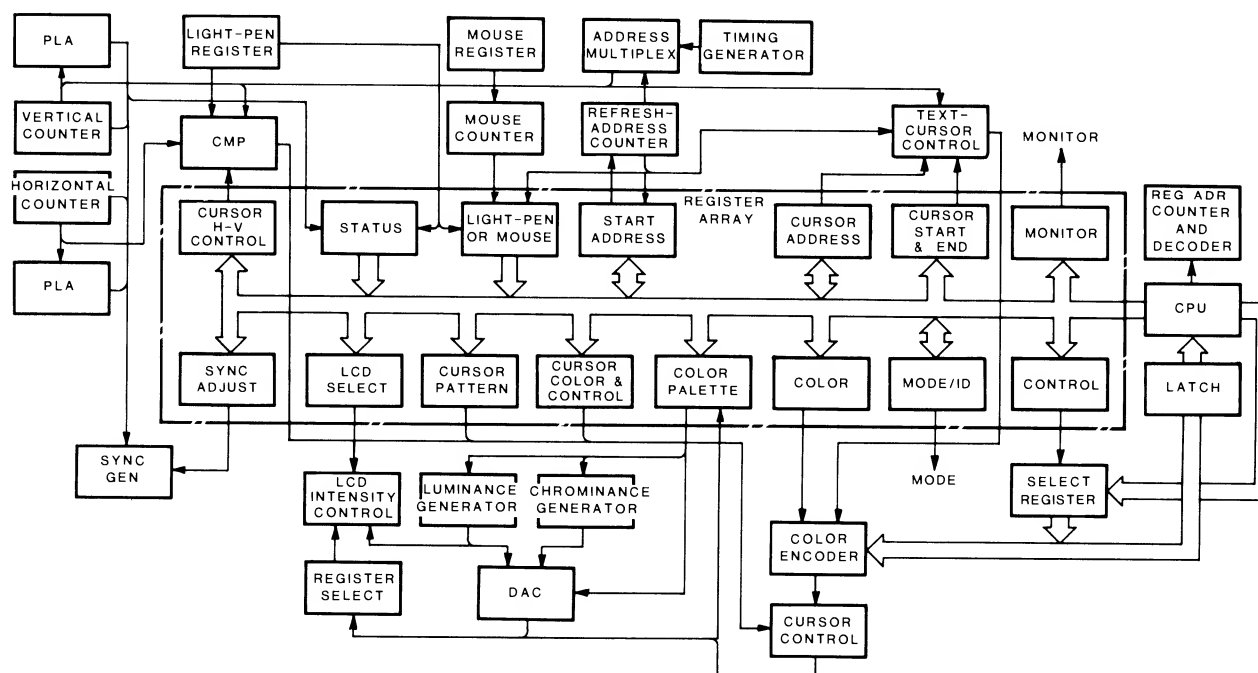 PLA
LIGHT-PEN
REGISTER
MOUSE
REGISTER
ADDRESS
MULTIPLEX
TIMING
GENERATOR
VERTICAL
COUNTER
CMP
MOUSE
COUNTER
REFRESH-
ADDRESS
COUNTER
TEXT-
CURSOR
CONTROL
MONITOR
HORIZONTAL
COUNTER
REGISTER
ARRAY
CURSOR
H-V
CONTROL
STATUS
LIGHT-PEN
OR MOUSE
START
ADDRESS
CURSOR
ADDRESS
CURSOR
START
& END
MONITOR
REG ADR
COUNTER
AND
DECODER
PLA
CPU
SYNC
ADJUST
LCD
SELECT
CURSOR
PATTERN
CURSOR
COLOR &
CONTROL
COLOR
PALETTE
COLOR
MODE/ID
CONTROL
LATCH
SYNC
GEN
LCD
INTENSITY
CONTROL
LUMINANCE
GENERATOR
CHROMINANCE
GENERATOR
MODE
SELECT
REGISTER
COLOR
ENCODER
REGISTER
SELECT
DAC
CURSOR
CONTROL